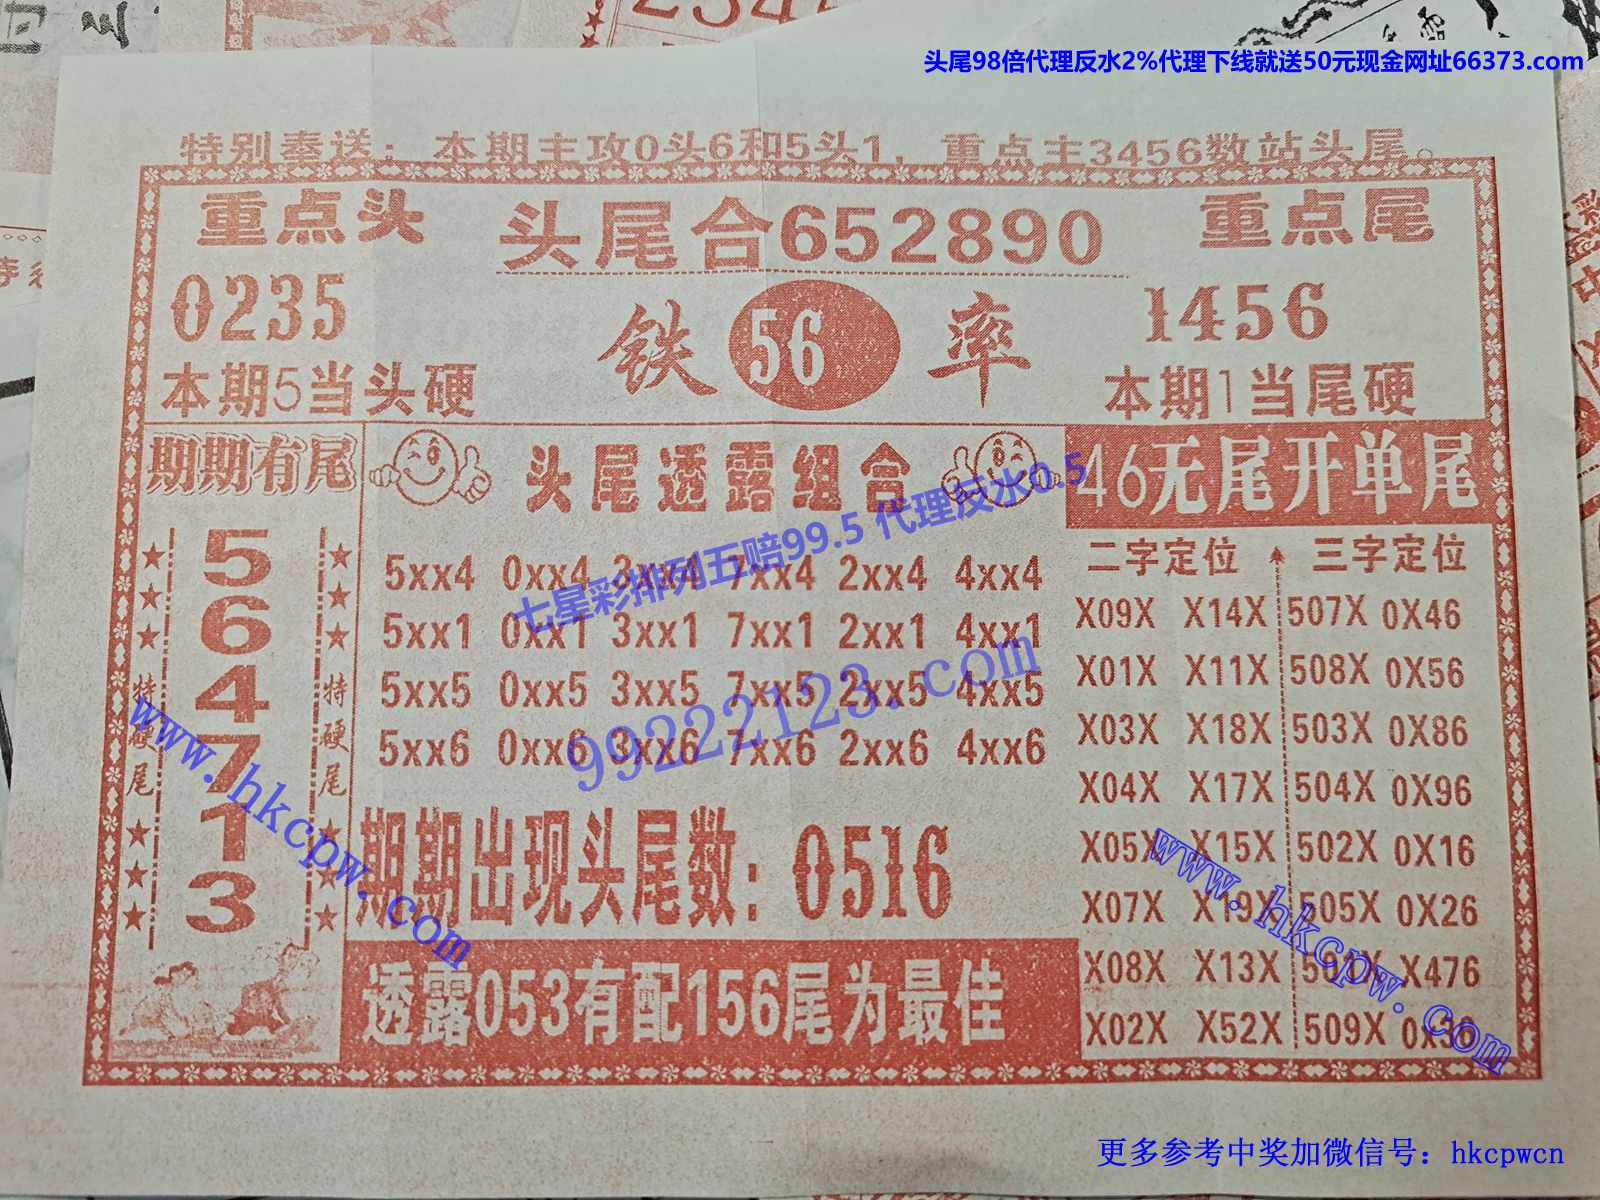 头尾98倍代理反水2%代理下线就送50元现金网址66373.com
特别奉送：本期主攻0头6和5头1，重点主3456数站头尾。
重点头 头尾合652890 重点尾
0235 铁 56 率 1456
本期5当头硬 本期1当尾硬
期期有尾
5
6
4
7
1
3
特硬尾
特硬尾
头尾透露组合
5xx4 0xx4 3xx4 7xx4 2xx4 4xx4
5xx1 0xx1 3xx1 7xx1 2xx1 4xx1
5xx5 0xx5 3xx5 7xx5 2xx5 4xx5
5xx6 0xx6 3xx6 7xx6 2xx6 4xx6
期期出现头尾数：0516
透露053有配156尾为最佳
46无尾开单尾
二字定位 三字定位
X09X X14X 507X 0X46
X01X X11X 508X 0X56
X03X X18X 503X 0X86
X04X X17X 504X 0X96
X05X X15X 502X 0X16
X07X X19X 505X 0X26
X08X X13X X476
X02X X52X 509X 0x36
七星彩排列五赔99.5 代理反水0.5
99222123.com
www.hkcpw.com
www.hkcpw.com
更多参考中奖加微信号：hkcpwcn